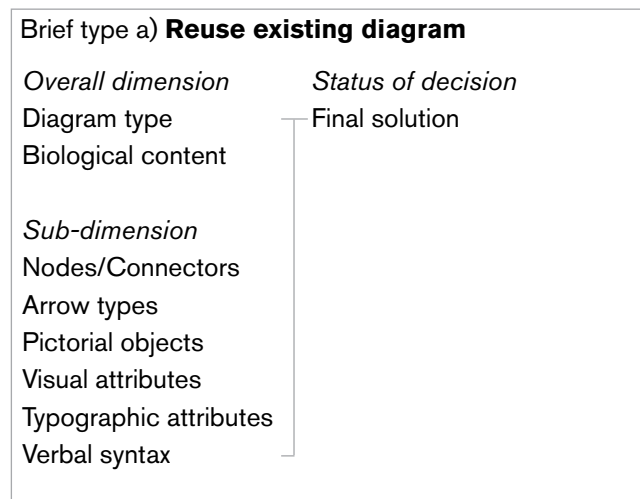 Brief type a) Reuse existing diagram
Overall dimension Status of decision
Diagram type Final solution
Biological content
Sub-dimension
Nodes/Connectors
Arrow types
Pictorial objects
Visual attributes
Typographic attributes
Verbal syntax